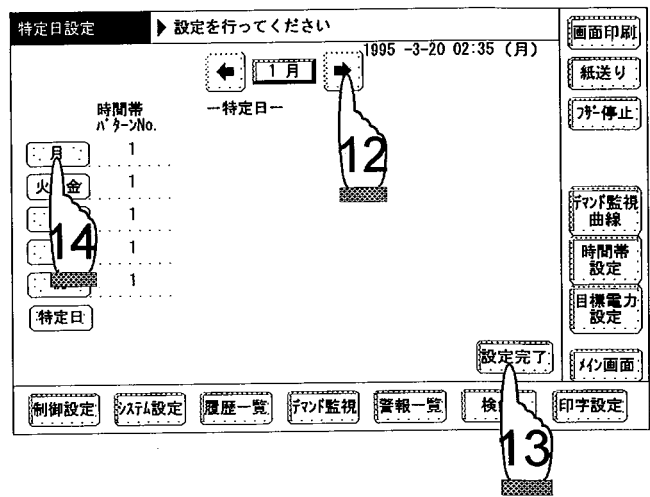 特定日設定
▶ 設定を行ってください
1995 -3-20 02:35 (月)
1月
12
時間帯
パターンNo.
-特定日-
月 1
火 金 1
1
1
1
14
特定日
設定完了
13
画面印刷
紙送り
ブザー停止
デマンド監視
曲線
時間帯
設定
目標電力
設定
メイン画面
制御設定
システム設定
履歴一覧
デマンド監視
警報一覧
検
印字設定